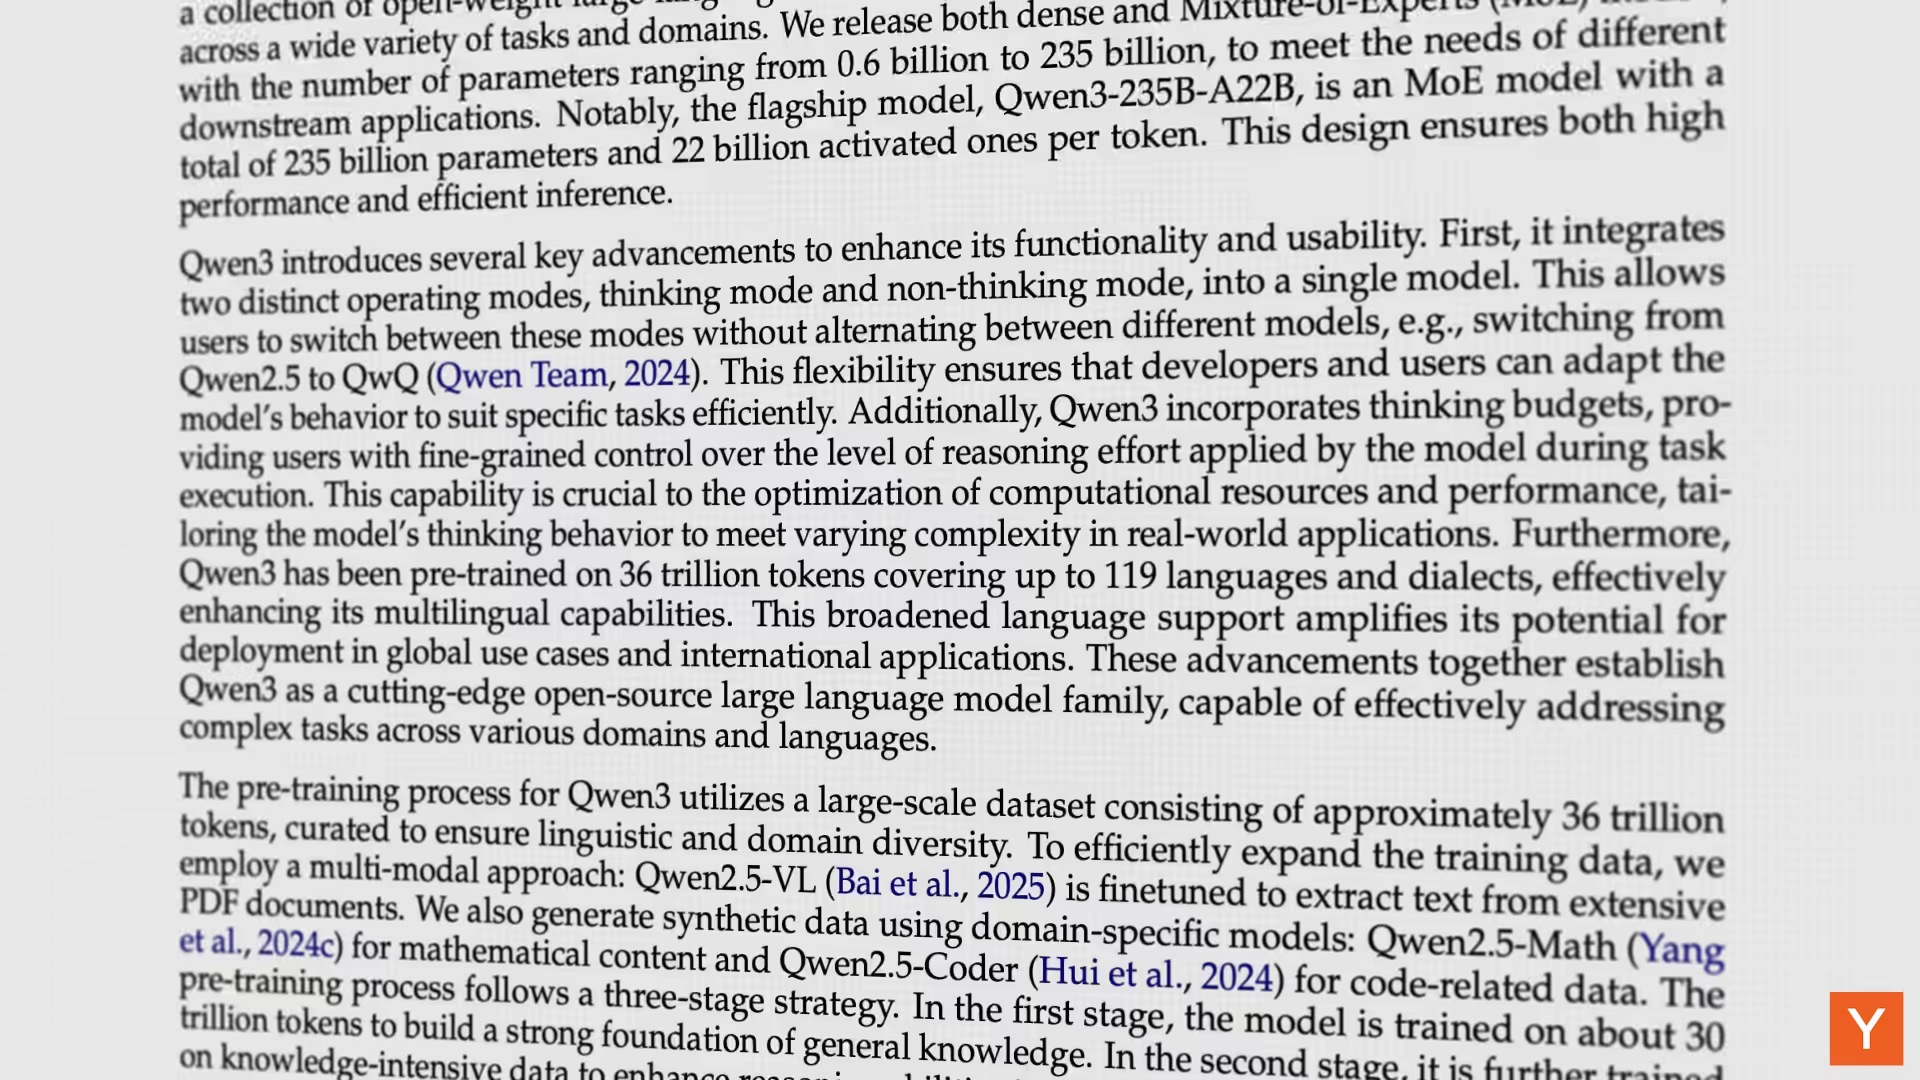 a collection of open-weight large
across a wide variety of tasks and domains. We release both dense and Mixture-of-Experts (MoE)
with the number of parameters ranging from 0.6 billion to 235 billion, to meet the needs of different
downstream applications. Notably, the flagship model, Qwen3-235B-A22B, is an MoE model with a
total of 235 billion parameters and 22 billion activated ones per token. This design ensures both high
performance and efficient inference.
Qwen3 introduces several key advancements to enhance its functionality and usability. First, it integrates
two distinct operating modes, thinking mode and non-thinking mode, into a single model. This allows
users to switch between these modes without alternating between different models, e.g., switching from
Qwen2.5 to QwQ (Qwen Team, 2024). This flexibility ensures that developers and users can adapt the
model's behavior to suit specific tasks efficiently. Additionally, Qwen3 incorporates thinking budgets, pro-
viding users with fine-grained control over the level of reasoning effort applied by the model during task
execution. This capability is crucial to the optimization of computational resources and performance, tai-
loring the model's thinking behavior to meet varying complexity in real-world applications. Furthermore,
Qwen3 has been pre-trained on 36 trillion tokens covering up to 119 languages and dialects, effectively
enhancing its multilingual capabilities. This broadened language support amplifies its potential for
deployment in global use cases and international applications. These advancements together establish
Qwen3 as a cutting-edge open-source large language model family, capable of effectively addressing
complex tasks across various domains and languages.
The pre-training process for Qwen3 utilizes a large-scale dataset consisting of approximately 36 trillion
tokens, curated to ensure linguistic and domain diversity. To efficiently expand the training data, we
employ a multi-modal approach: Qwen2.5-VL (Bai et al., 2025) is finetuned to extract text from extensive
PDF documents. We also generate synthetic data using domain-specific models: Qwen2.5-Math (Yang
et al., 2024c) for mathematical content and Qwen2.5-Coder (Hui et al., 2024) for code-related data. The
pre-training process follows a three-stage strategy. In the first stage, the model is trained on about 30
trillion tokens to build a strong foundation of general knowledge. In the second stage, it is further trained
on knowledge-intensive data to enhance
Y